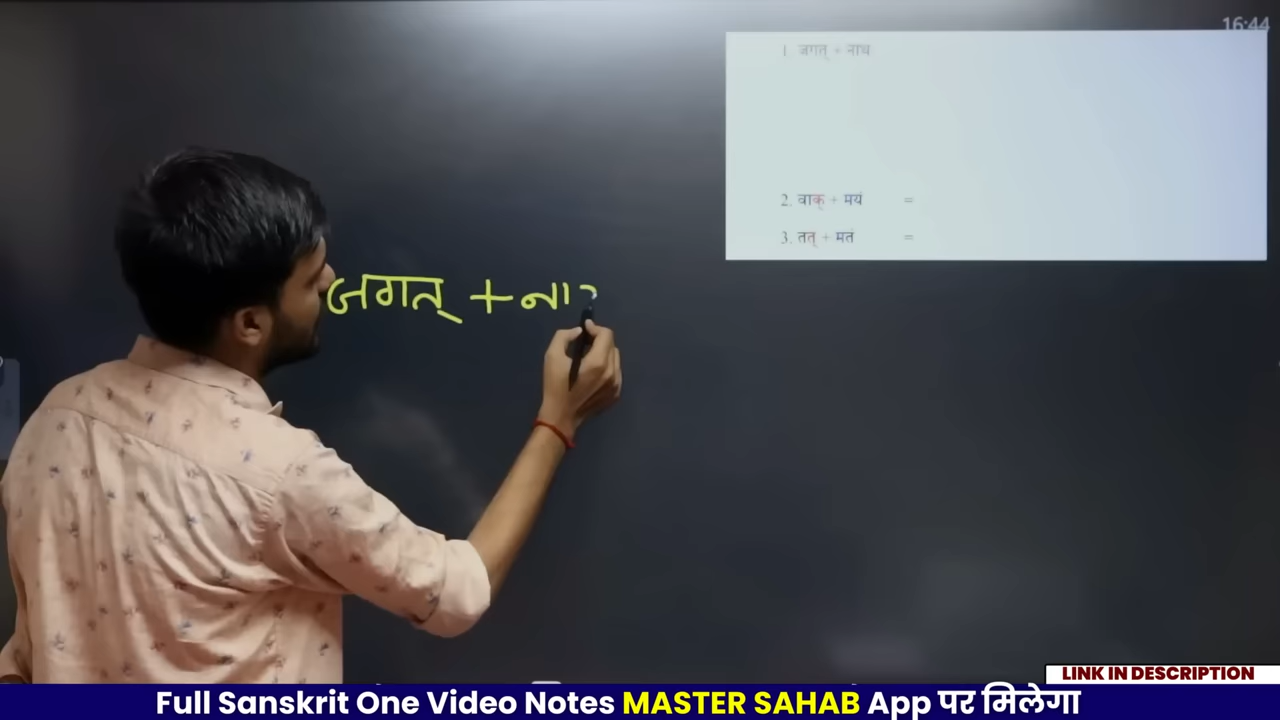 16:44
1. जगत् + नाथ
2. वाक् + मयं =
3. तत् + मतं =
जगत् + ना
LINK IN DESCRIPTION
Full Sanskrit One Video Notes MASTER SAHAB App पर मिलेगा